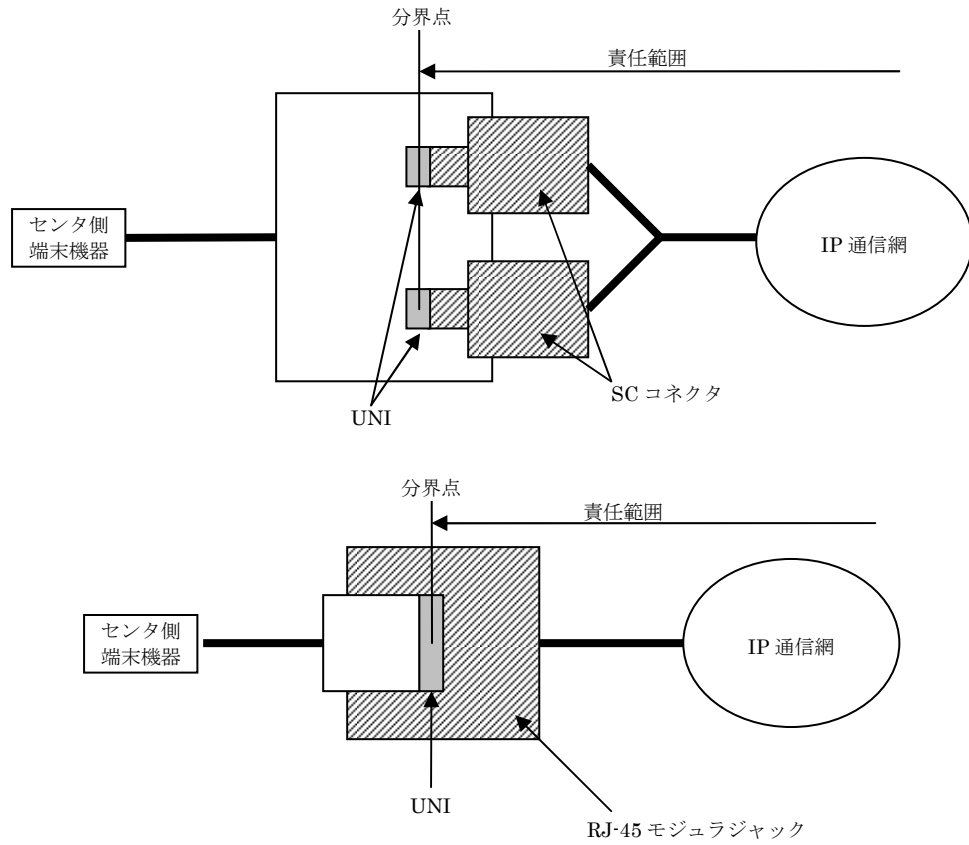 分界点
責任範囲
センタ側
端末機器
IP 通信網
SC コネクタ
UNI
分界点
責任範囲
センタ側
端末機器
IP 通信網
UNI
RJ-45 モジュラジャック